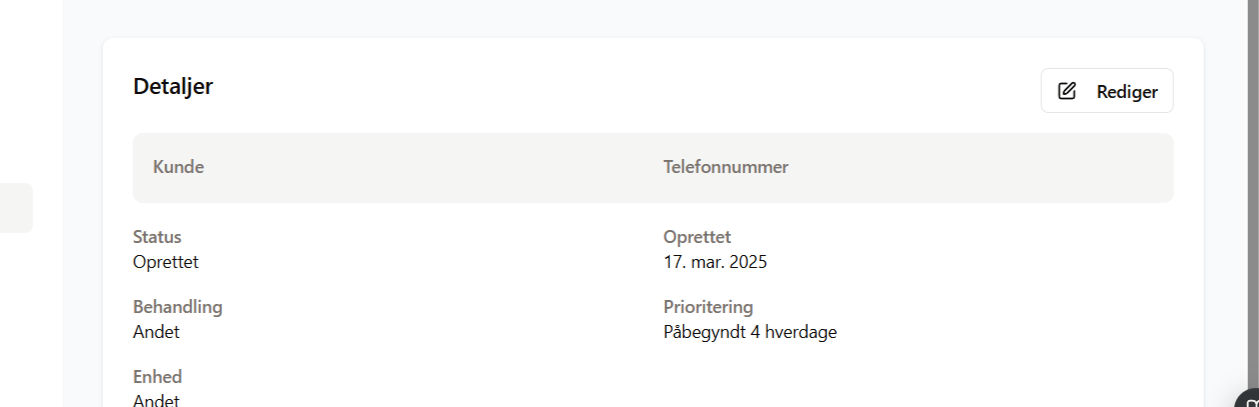 Detaljer
Rediger
Kunde
Telefonnummer
Status
Oprettet
Oprettet
17. mar. 2025
Behandling
Prioritering
Andet
Påbegyndt 4 hverdage
Enhed
Andet